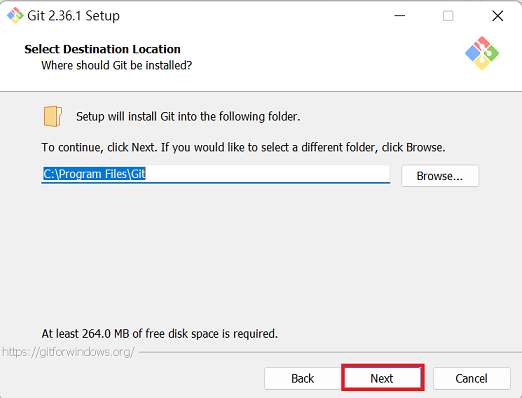 Git 2.36.1 Setup
Select Destination Location
Where should Git be installed?
Setup will install Git into the following folder.
To continue, click Next. If you would like to select a different folder, click Browse.
C:\Program Files\Git
Browse...
At least 264.0 MB of free disk space is required.
https://gitforwindows.org/
Back
Next
Cancel